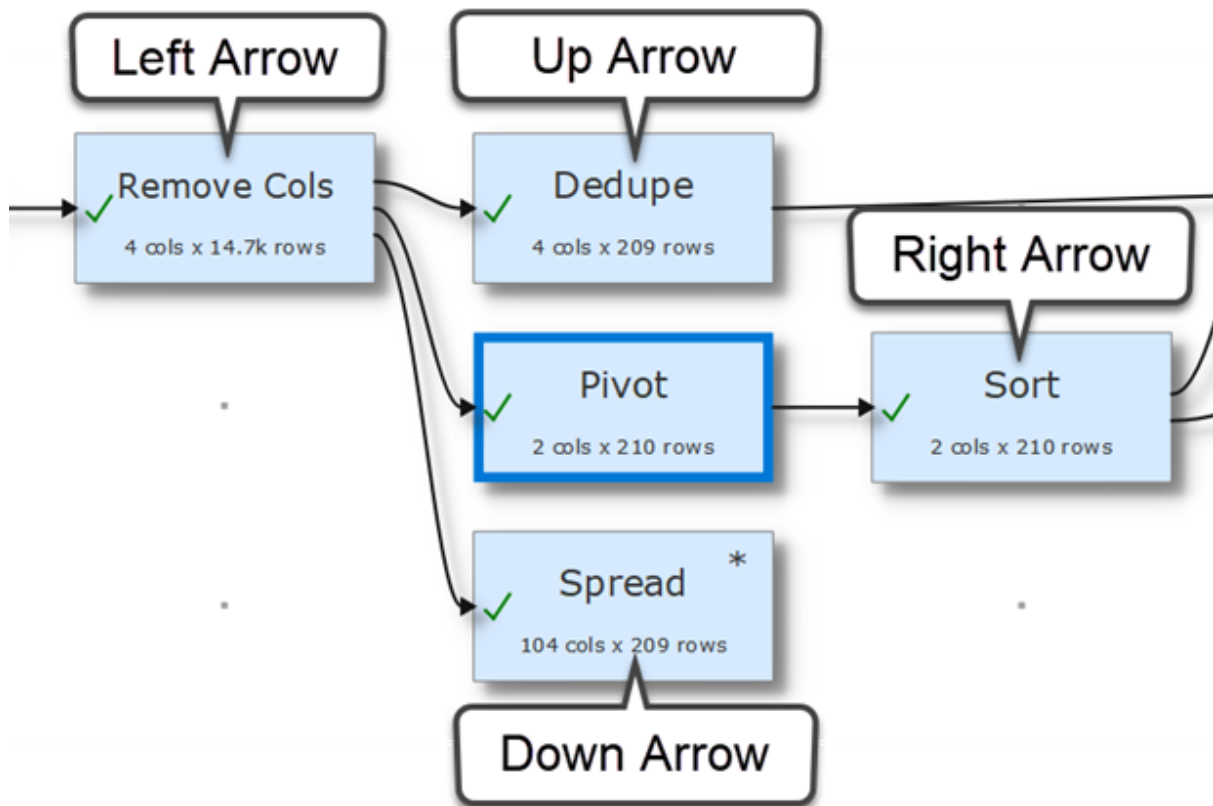 Left Arrow
Up Arrow
Remove Cols
4 cols x 14.7k rows
Dedupe
4 cols x 209 rows
Right Arrow
Pivot
2 cols x 210 rows
Sort
2 cols x 210 rows
Spread *
104 cols x 209 rows
Down Arrow